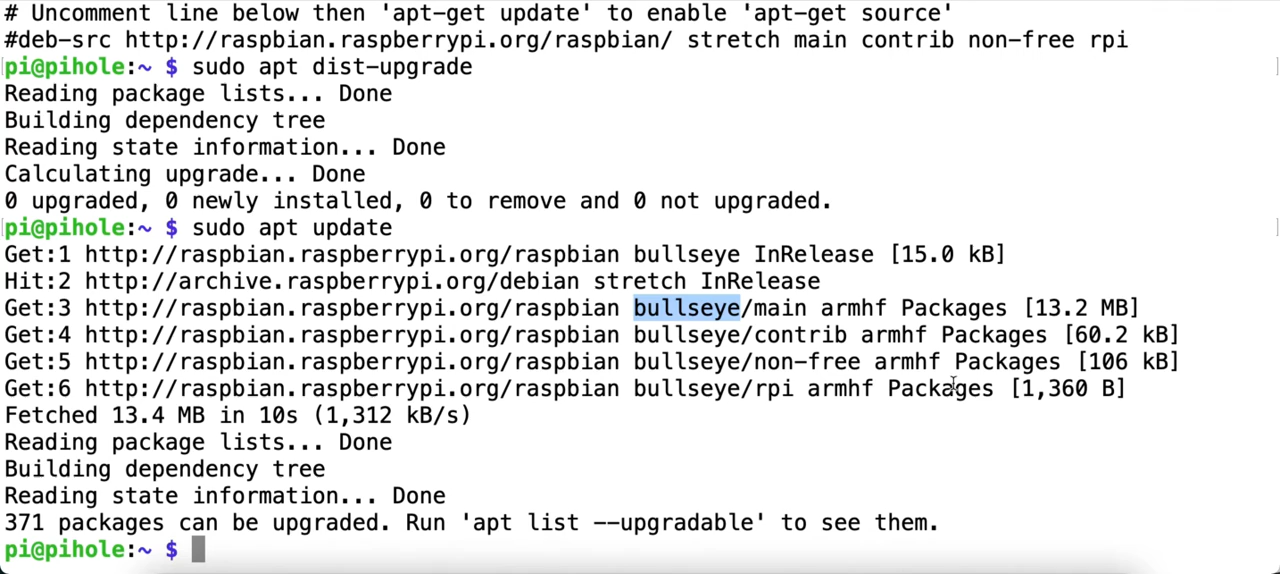 # Uncomment line below then 'apt-get update' to enable 'apt-get source'
#deb-src http://raspbian.raspberrypi.org/raspbian/ stretch main contrib non-free rpi
pi@pihole:~ $ sudo apt dist-upgrade
Reading package lists... Done
Building dependency tree
Reading state information... Done
Calculating upgrade... Done
0 upgraded, 0 newly installed, 0 to remove and 0 not upgraded.
pi@pihole:~ $ sudo apt update
Get:1 http://raspbian.raspberrypi.org/raspbian bullseye InRelease [15.0 kB]
Hit:2 http://archive.raspberrypi.org/debian stretch InRelease
Get:3 http://raspbian.raspberrypi.org/raspbian bullseye/main armhf Packages [13.2 MB]
Get:4 http://raspbian.raspberrypi.org/raspbian bullseye/contrib armhf Packages [60.2 kB]
Get:5 http://raspbian.raspberrypi.org/raspbian bullseye/non-free armhf Packages [106 kB]
Get:6 http://raspbian.raspberrypi.org/raspbian bullseye/rpi armhf Packages [1,360 B]
Fetched 13.4 MB in 10s (1,312 kB/s)
Reading package lists... Done
Building dependency tree
Reading state information... Done
371 packages can be upgraded. Run 'apt list --upgradable' to see them.
pi@pihole:~ $